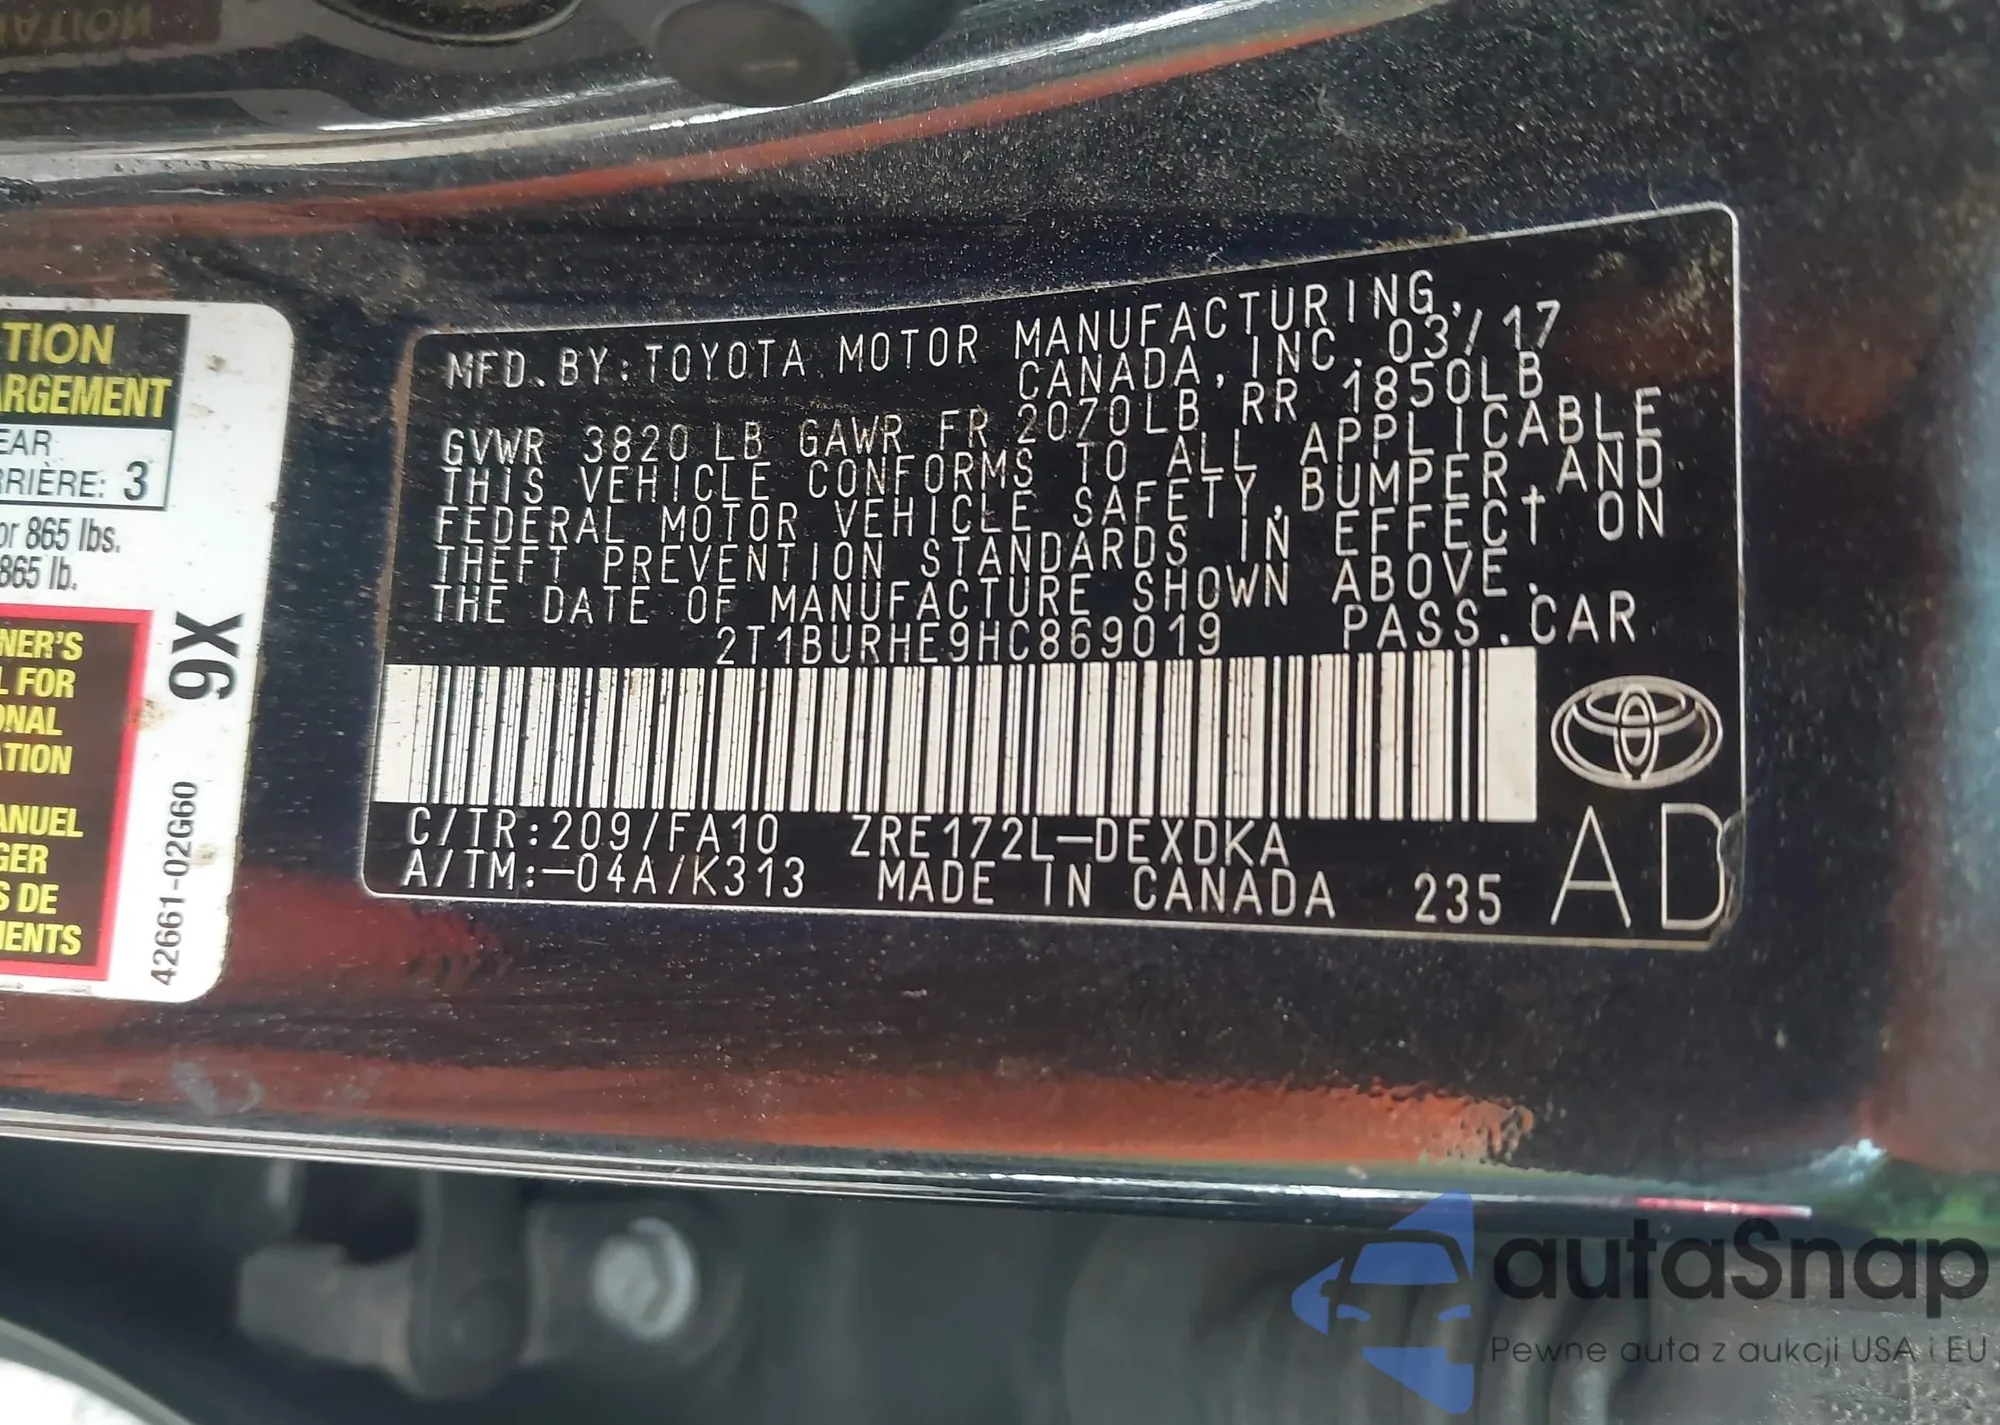 TION
ARGEMENT
EAR
RRIÈRE: 3
or 865 lbs.
865 lb.
NER'S
L FOR
ONAL
ATION
ANUEL
GER
S DE
MENTS
9X
42661-02G60
MFD. BY: TOYOTA MOTOR MANUFACTURING,
CANADA, INC. 03/17
GVWR 3820 LB GAWR FR 2070LB RR 1850LB
THIS VEHICLE CONFORMS TO ALL APPLICABLE
FEDERAL MOTOR VEHICLE SAFETY, BUMPER, AND
THEFT PREVENTION STANDARDS IN EFFECT ON
THE DATE OF MANUFACTURE SHOWN ABOVE.
2T1BURHE9HC869019 PASS. CAR
C/TR: 209/FA10 ZRE172L-DEXDKA
A/TM:-04A/K313 MADE IN CANADA 235
AD
autaSnap
Pewne auta z aukcji USA i EU